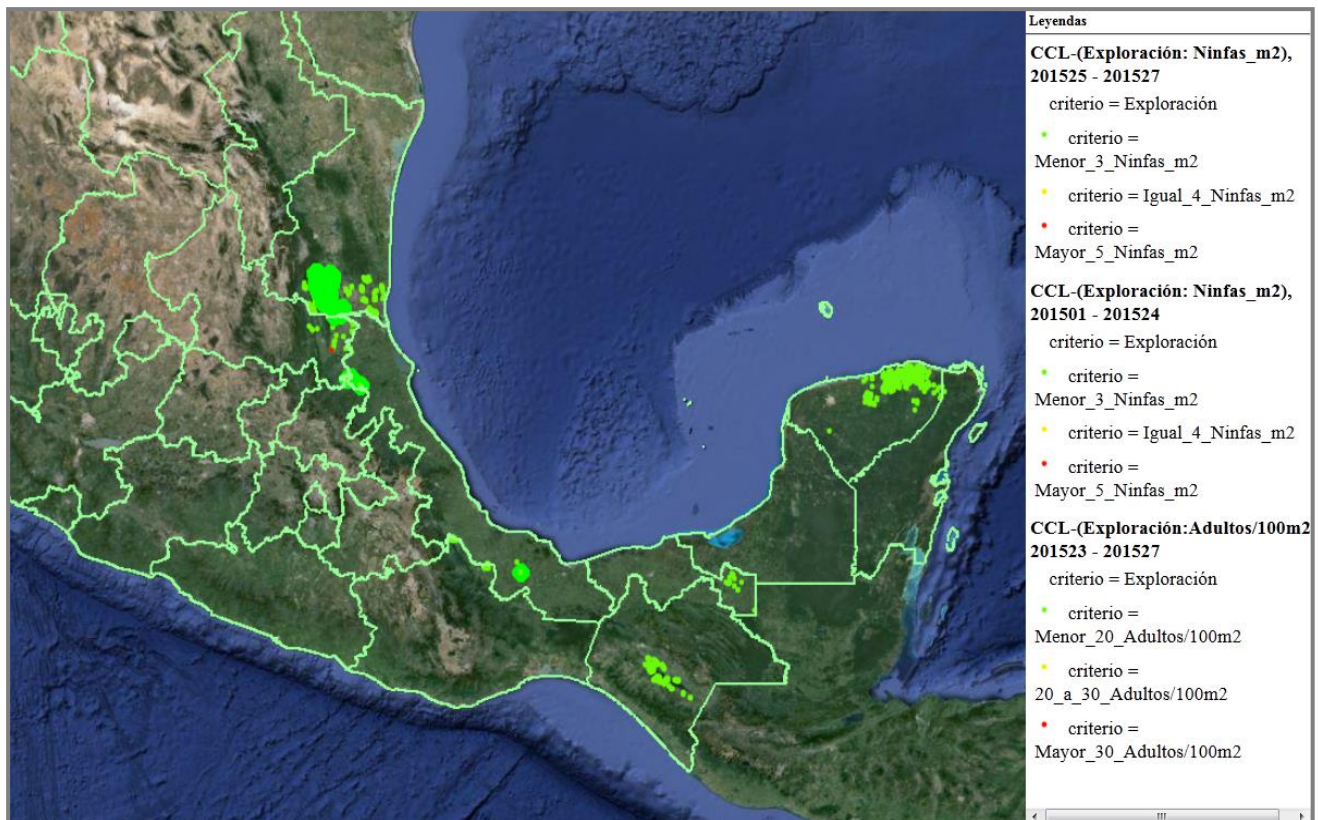 Leyendas
CCL-(Exploración: Ninfas_m2),
201525 - 201527
criterio = Exploración
criterio =
Menor_3_Ninfas_m2
criterio = Igual_4_Ninfas_m2
criterio =
Mayor_5_Ninfas_m2
CCL-(Exploración: Ninfas_m2),
201501 - 201524
criterio = Exploración
criterio =
Menor_3_Ninfas_m2
criterio = Igual_4_Ninfas_m2
criterio =
Mayor_5_Ninfas_m2
CCL-(Exploración:Adultos/100m2
201523 - 201527
criterio = Exploración
criterio =
Menor_20_Adultos/100m2
criterio =
20_a_30_Adultos/100m2
criterio =
Mayor_30_Adultos/100m2